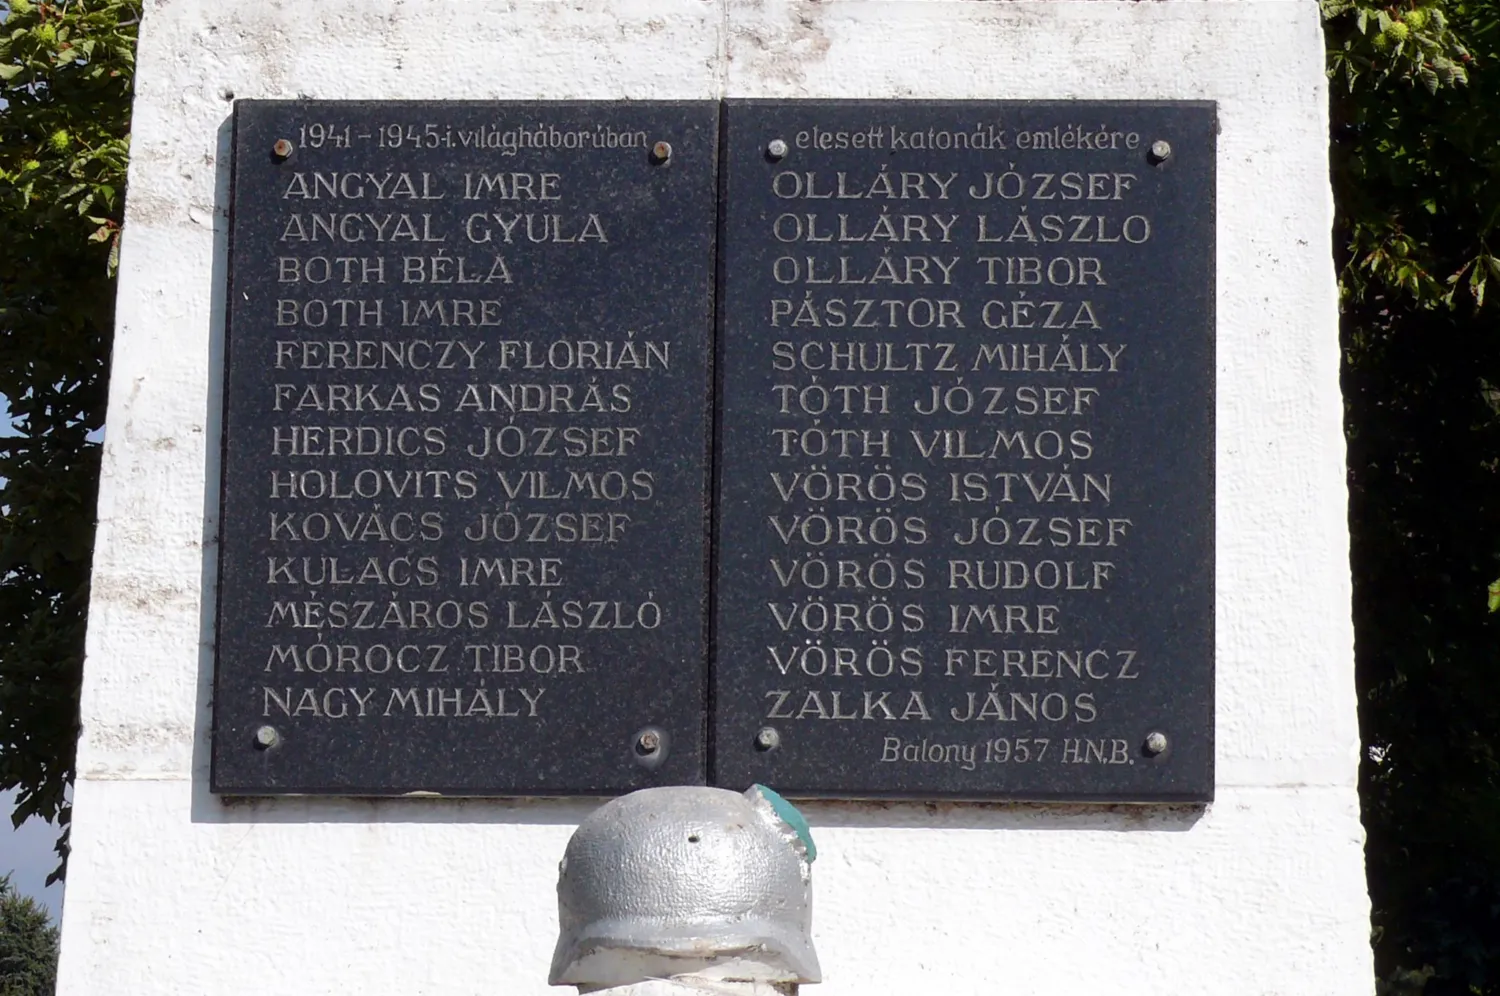 1941-1945-i. világháborúban
ANGYAL IMRE
ANGYAL GYULA
BOTH BÉLA
BOTH IMRE
FERENCZY FLÓRIÁN
FARKAS ANDRÁS
HERDICS JÓZSEF
HOLOVITS VILMOS
KOVÁCS JÓZSEF
KULACS IMRE
MÉSZÁROS LÁSZLÓ
MÓROCZ TIBOR
NAGY MIHÁLY
elesett katonák emlékére
OLLÁRY JÓZSEF
OLLÁRY LÁSZLO
OLLÁRY TIBOR
PÁSZTOR GÉZA
SCHULTZ MIHÁLY
TÓTH JÓZSEF
TÓTH VILMOS
VÖRÖS ISTVÁN
VÖRÖS JÓZSEF
VÖRÖS RUDOLF
VÖRÖS IMRE
VÖRÖS FERENCZ
ZALKA JÁNOS
Balony 1957 H.N.B.